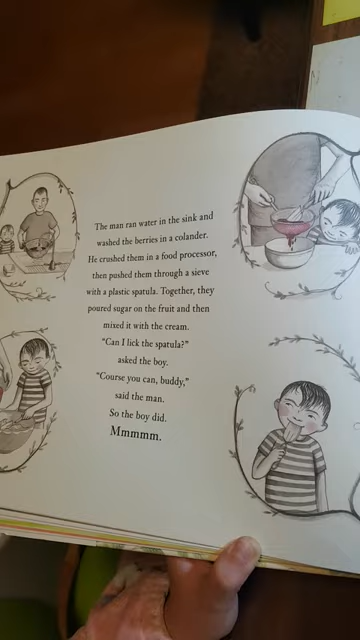 The man ran water in the sink and
washed the berries in a colander.
He crushed them in a food processor,
then pushed them through a sieve
with a plastic spatula. Together, they
poured sugar on the fruit and then
mixed it with the cream.
“Can I lick the spatula?”
asked the boy.
“Course you can, buddy,”
said the man.
So the boy did.
Mmmmm.